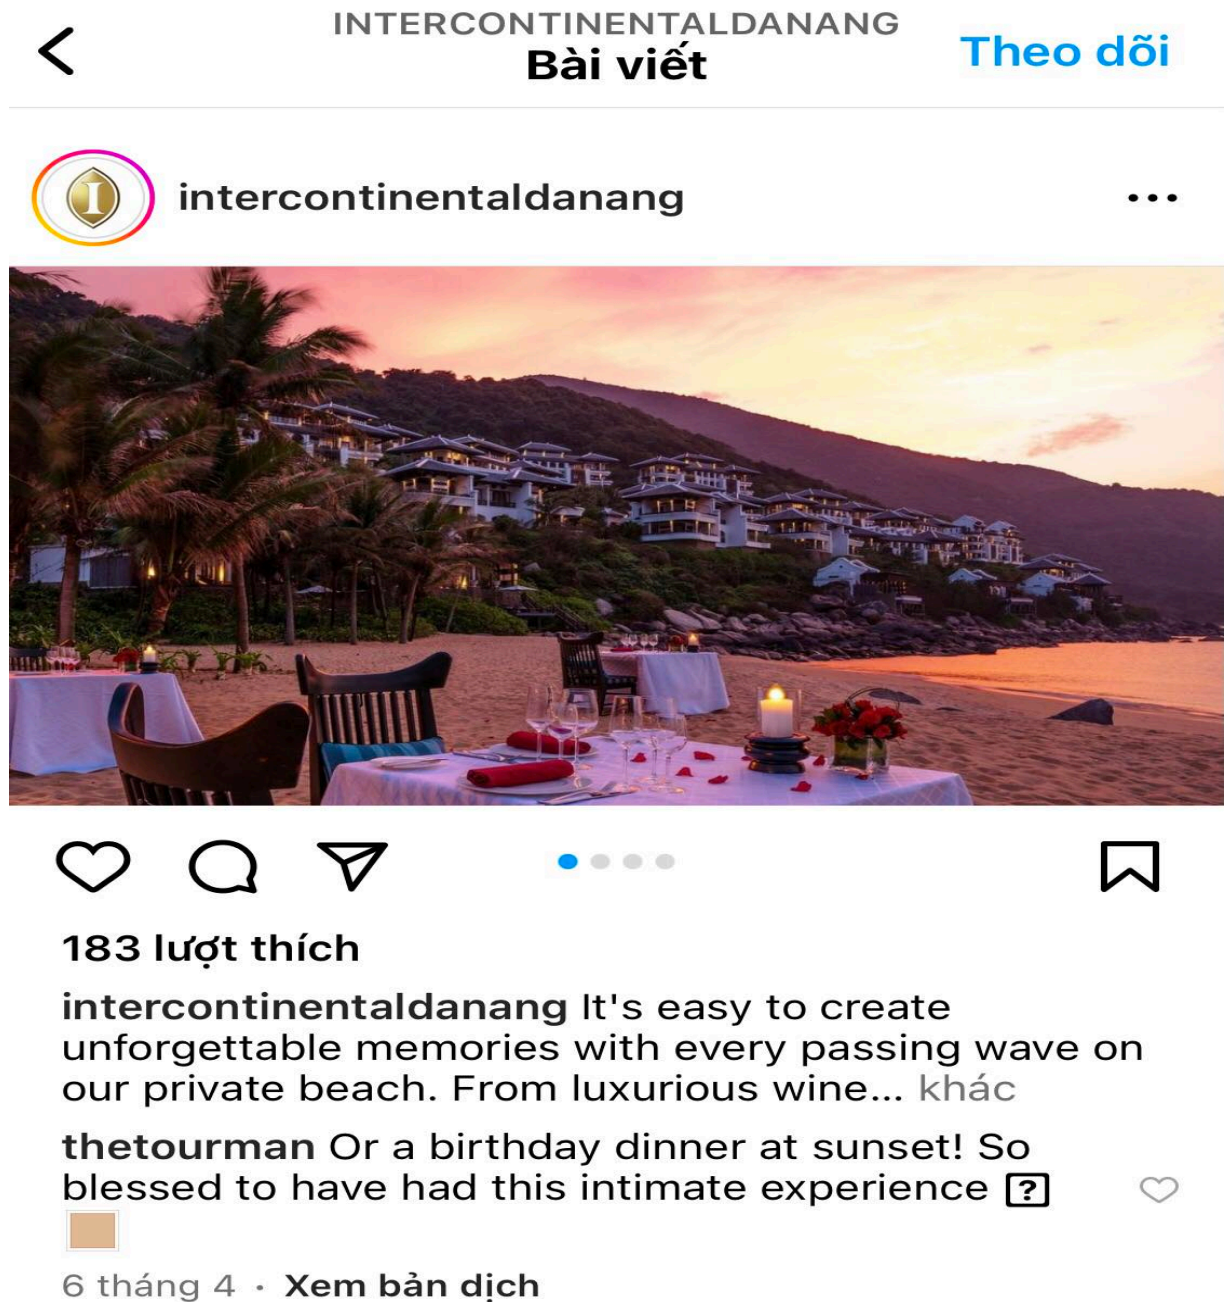 INTERCONTINENTALDANANG
Bài viết
Theo dõi
intercontinentaldanang
183 lượt thích
intercontinentaldanang It's easy to create
unforgettable memories with every passing wave on
our private beach. From luxurious wine... khác
thetourman Or a birthday dinner at sunset! So
blessed to have had this intimate experience
6 tháng 4 · Xem bản dịch